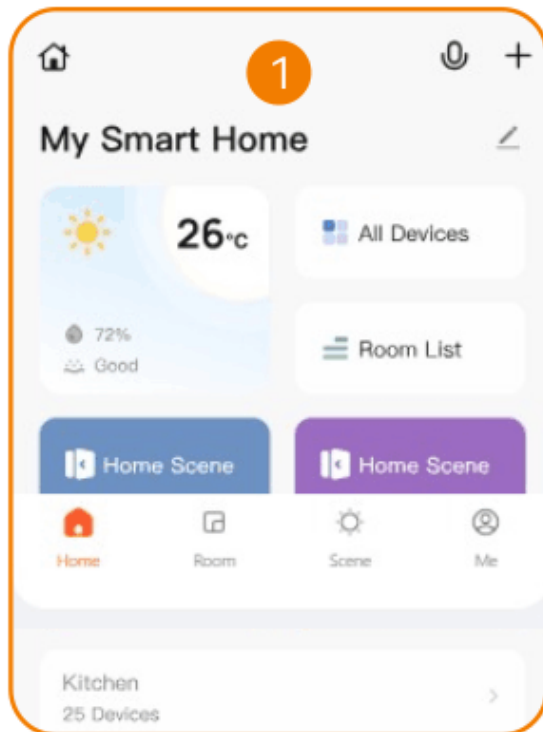 1
My Smart Home
26°C
All Devices
72%
Good
Room List
Home Scene
Home Scene
Home
Room
Scene
Me
Kitchen
25 Devices